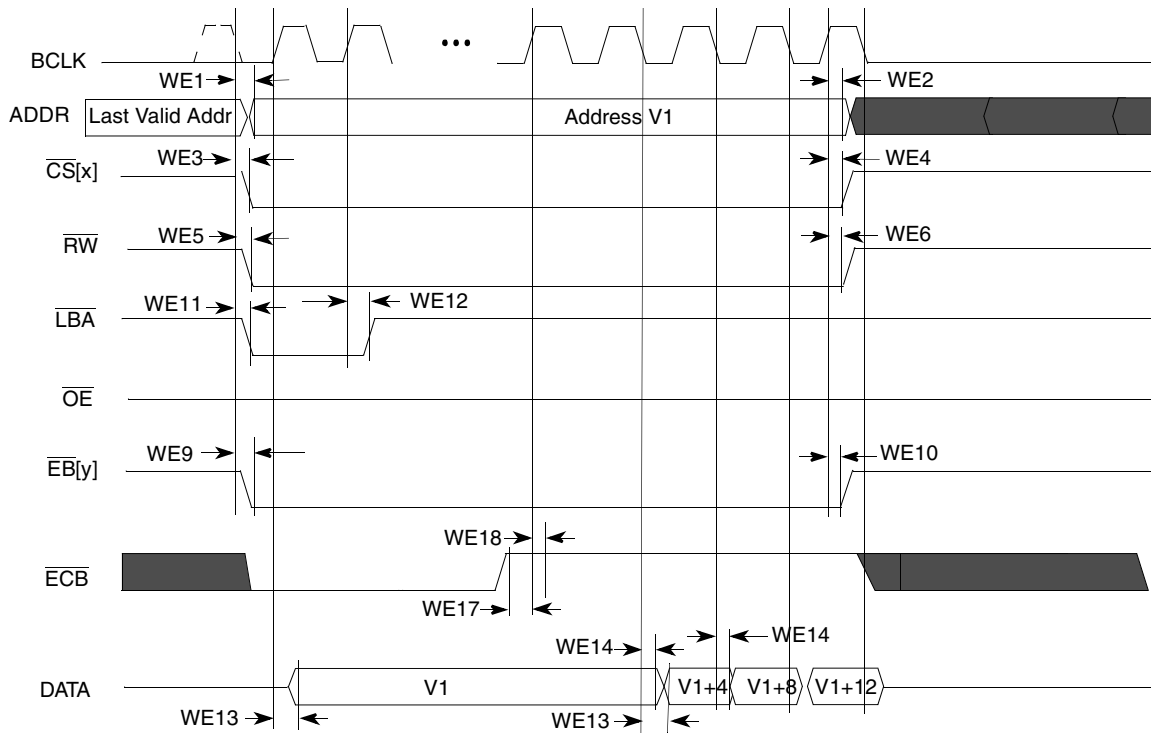 •••
BCLK
WE1
WE2
ADDR
Last Valid Addr
Address V1
WE3
WE4
CS[x]
RW
WE5
WE6
WE11
WE12
LBA
OE
WE9
WE10
EB[y]
WE18
ECB
WE17
WE14
WE14
DATA
V1
V1+4
V1+8
V1+12
WE13
WE13